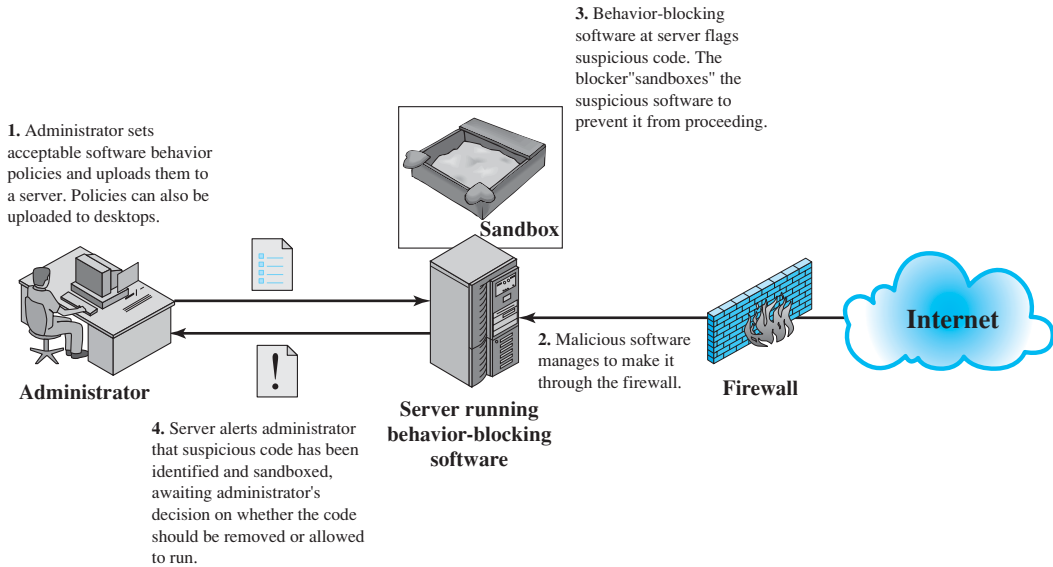 3. Behavior-blocking
software at server flags
suspicious code. The
blocker"sandboxes" the
suspicious software to
prevent it from proceeding.
1. Administrator sets
acceptable software behavior
policies and uploads them to
a server. Policies can also be
uploaded to desktops.
Sandbox
Internet
2. Malicious software
manages to make it
through the firewall.
Administrator
Firewall
!
Server running
behavior-blocking
software
4. Server alerts administrator
that suspicious code has been
identified and sandboxed,
awaiting administrator's
decision on whether the code
should be removed or allowed
to run.